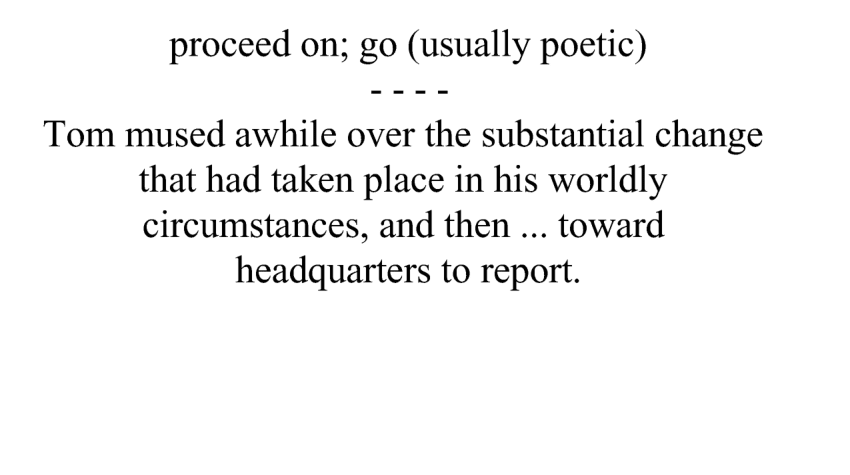 proceed on; go (usually poetic)
- - - -
Tom mused awhile over the substantial change
that had taken place in his worldly
circumstances, and then ... toward
headquarters to report.